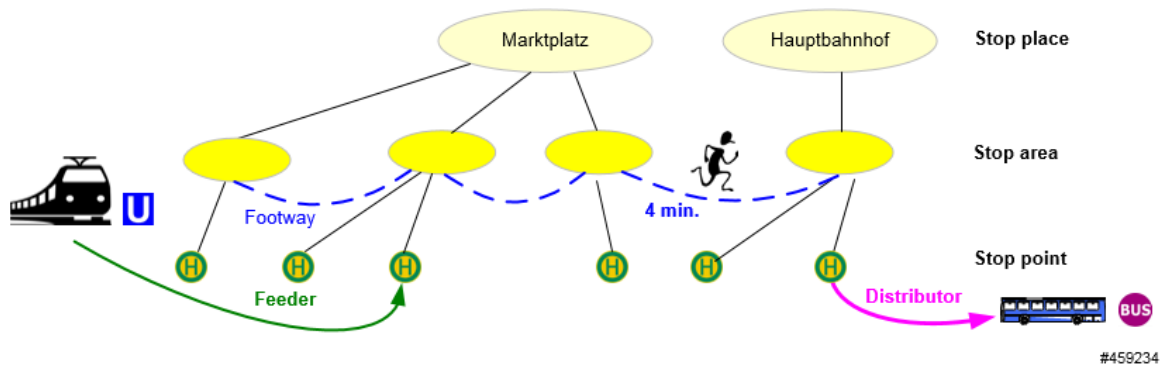 Marktplatz
Hauptbahnhof
Stop place
Stop area
U
Footway
4 min.
H
H
H
H
H
H
Stop point
Feeder
Distributor
BUS
#459234